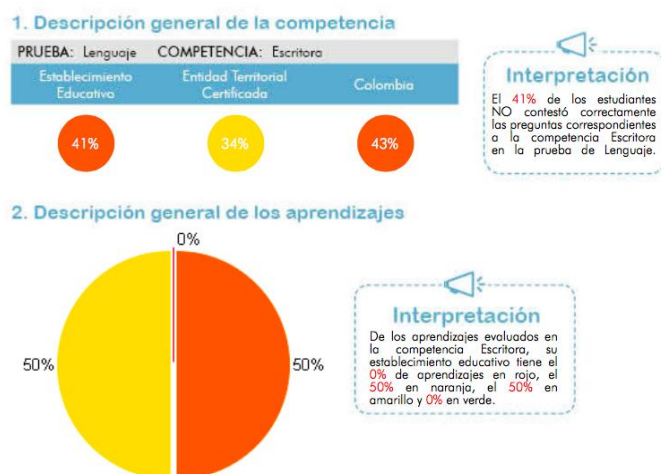 1. Descripción general de la competencia
PRUEBA: Lenguaje COMPETENCIA: Escritora
Establecimiento Educativo
Entidad Territorial Certificada
Colombia
41%
34%
43%
Interpretación
El 41% de los estudiantes
NO contestó correctamente
las preguntas correspondientes
a la competencia Escritora
en la prueba de Lenguaje.
2. Descripción general de los aprendizajes
0%
50%
50%
Interpretación
De los aprendizajes evaluados en
la competencia Escritora, su
establecimiento educativo tiene el
0% de aprendizajes en rojo, el
50% en naranja, el 50% en
amarillo y 0% en verde.